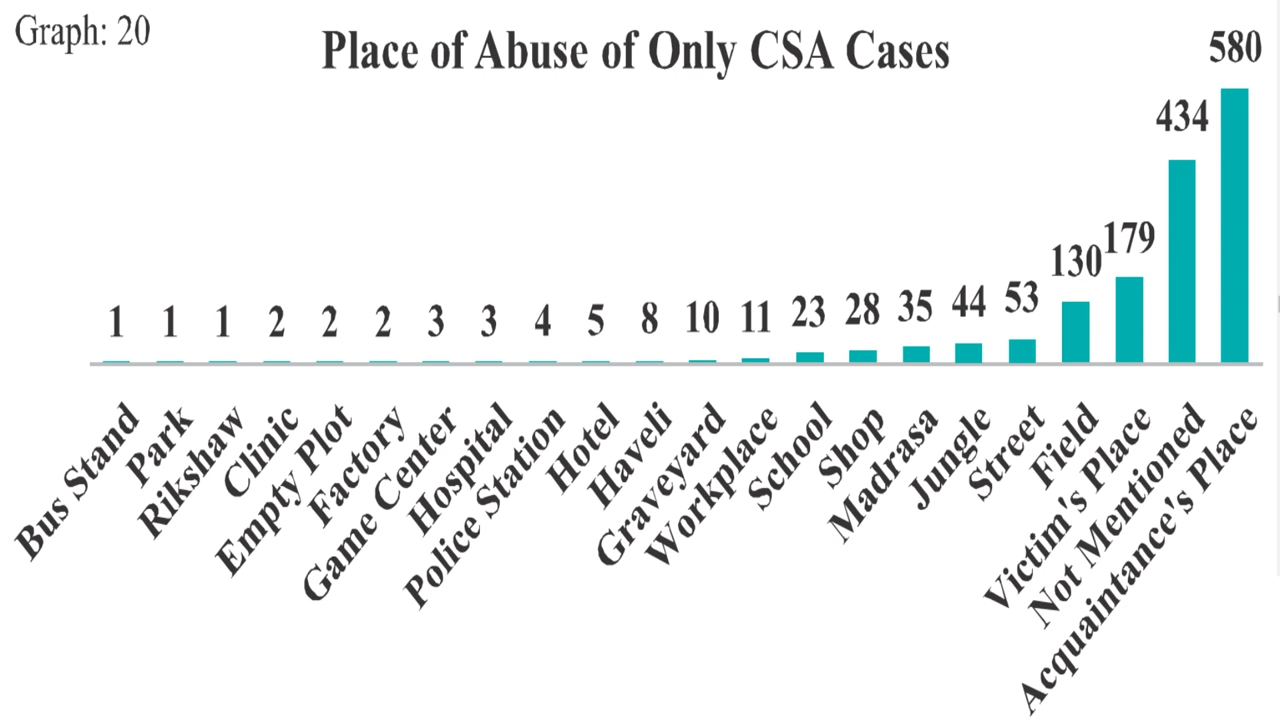 Graph: 20
Place of Abuse of Only CSA Cases
1 1 1 2 2 2 3 3 4 5 8 10 11 23 28 35 44 53 130 179 434 580
Bus Stand
Park
Rikshaw
Clinic
Empty Plot
Factory
Game Center
Hospital
Police Station
Hotel
Haveli
Graveyard
Workplace
School
Shop
Madrasa
Jungle
Street
Field
Victim's Place
Not Mentioned
Acquaintance's Place